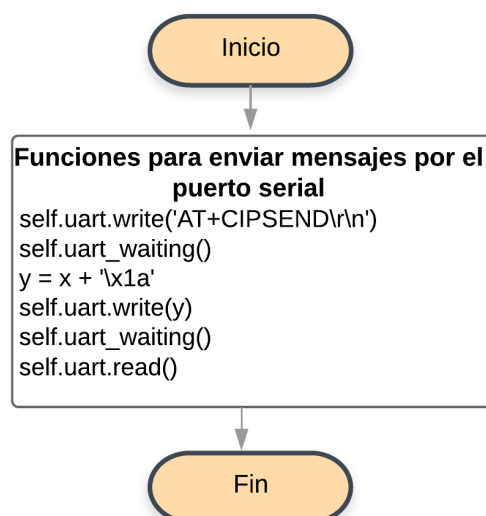 Inicio
Funciones para enviar mensajes por el
puerto serial
self.uart.write('AT+CIPSEND\r\n')
self.uart_waiting()
y = x + '\x1a'
self.uart.write(y)
self.uart_waiting()
self.uart.read()
Fin